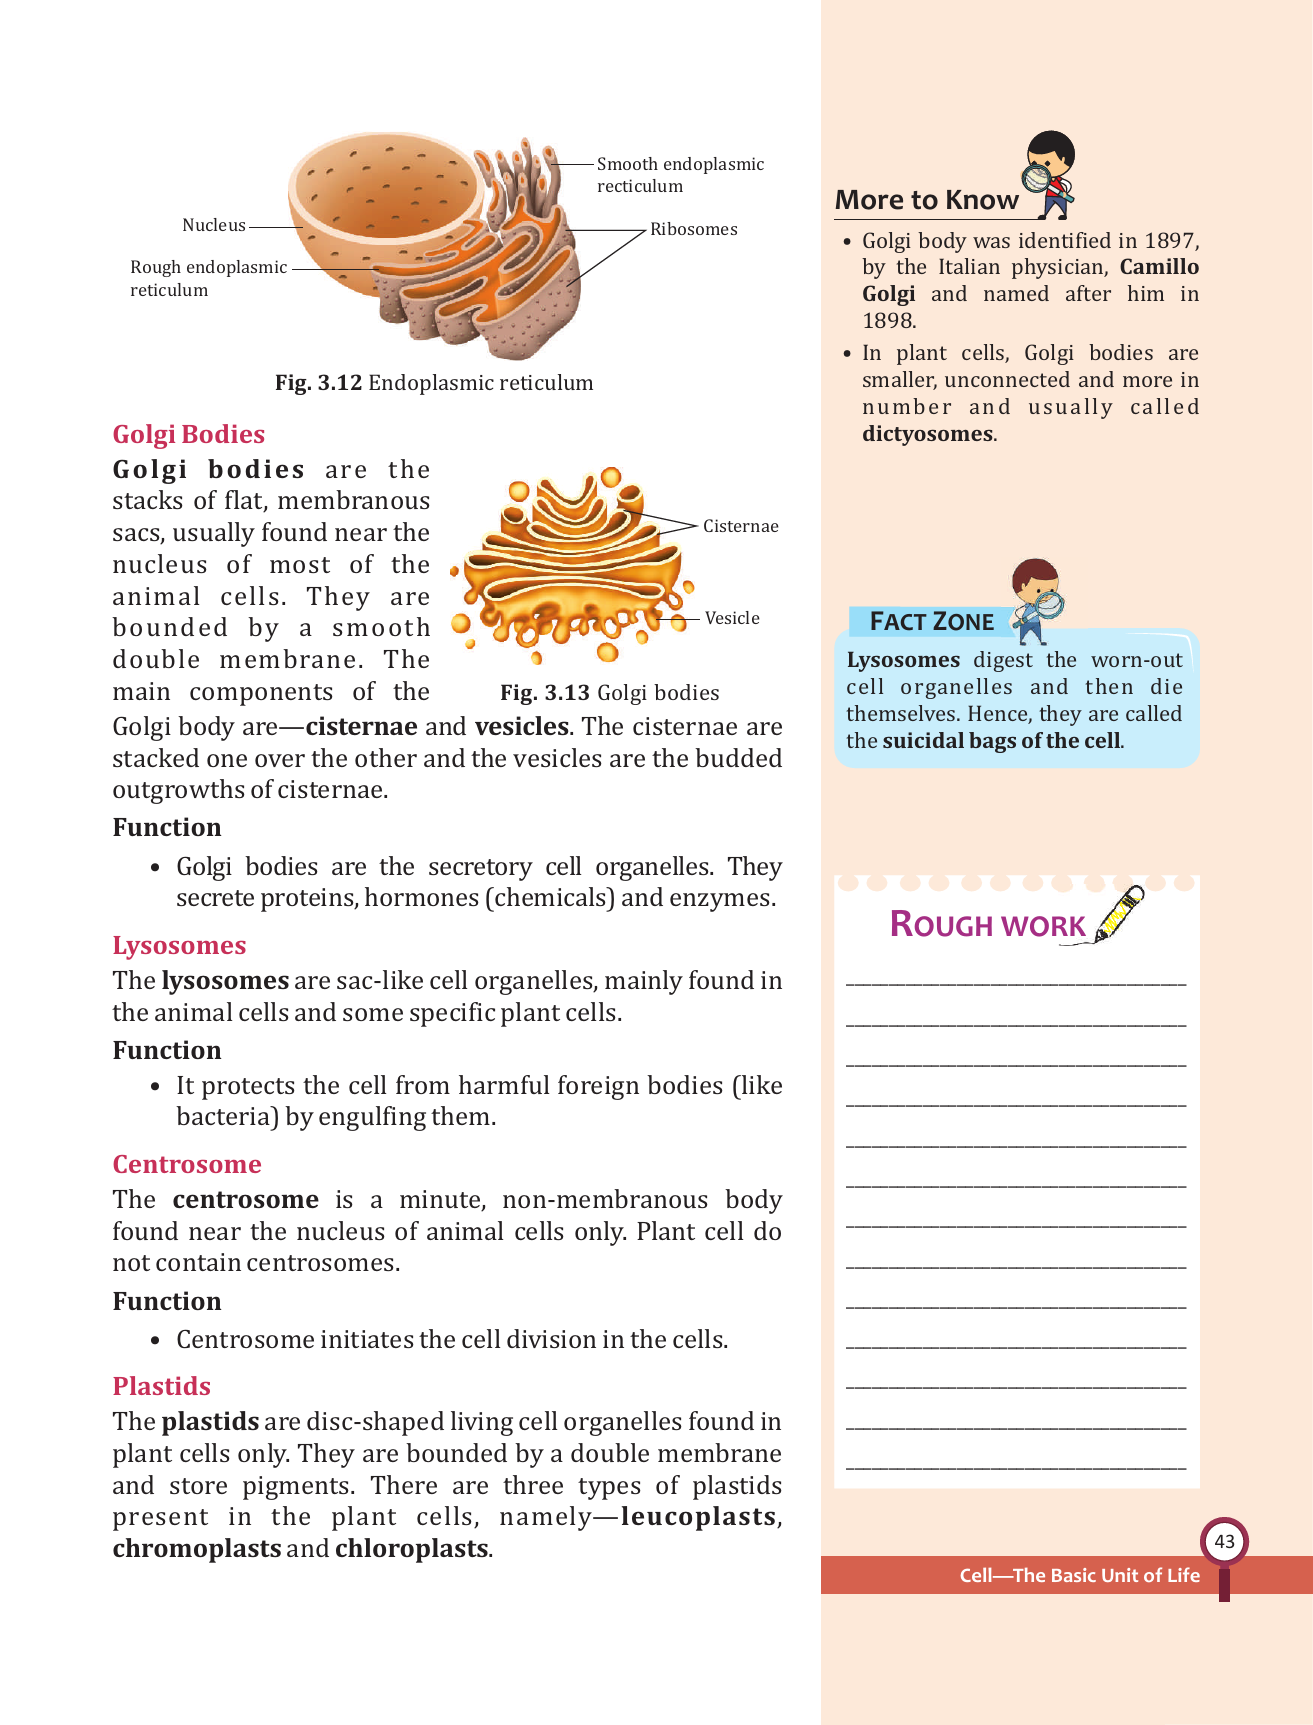 Smooth endoplasmic
recticulum
Nucleus
Ribosomes
Rough endoplasmic
reticulum
Fig. 3.12 Endoplasmic reticulum
Golgi Bodies
Golgi bodies are the
stacks of flat, membranous
sacs, usually found near the
nucleus of most of the
animal cells. They are
bounded by a smooth
double membrane. The
main components of the
Cisternae
Vesicle
Fig. 3.13 Golgi bodies
Golgi body are—cisternae and vesicles. The cisternae are
stacked one over the other and the vesicles are the budded
outgrowths of cisternae.
Function
• Golgi bodies are the secretory cell organelles. They
secrete proteins, hormones (chemicals) and enzymes.
Lysosomes
The lysosomes are sac-like cell organelles, mainly found in
the animal cells and some specific plant cells.
Function
• It protects the cell from harmful foreign bodies (like
bacteria) by engulfing them.
Centrosome
The centrosome is a minute, non-membranous body
found near the nucleus of animal cells only. Plant cell do
not contain centrosomes.
Function
• Centrosome initiates the cell division in the cells.
Plastids
The plastids are disc-shaped living cell organelles found in
plant cells only. They are bounded by a double membrane
and store pigments. There are three types of plastids
present in the plant cells, namely—leucoplasts,
chromoplasts and chloroplasts.
More to Know
• Golgi body was identified in 1897,
by the Italian physician, Camillo
Golgi and named after him in
1898.
• In plant cells, Golgi bodies are
smaller, unconnected and more in
number and usually called
dictyosomes.
FACT ZONE
Lysosomes digest the worn-out
cell organelles and then die
themselves. Hence, they are called
the suicidal bags of the cell.
ROUGH WORK
43
Cell—The Basic Unit of Life